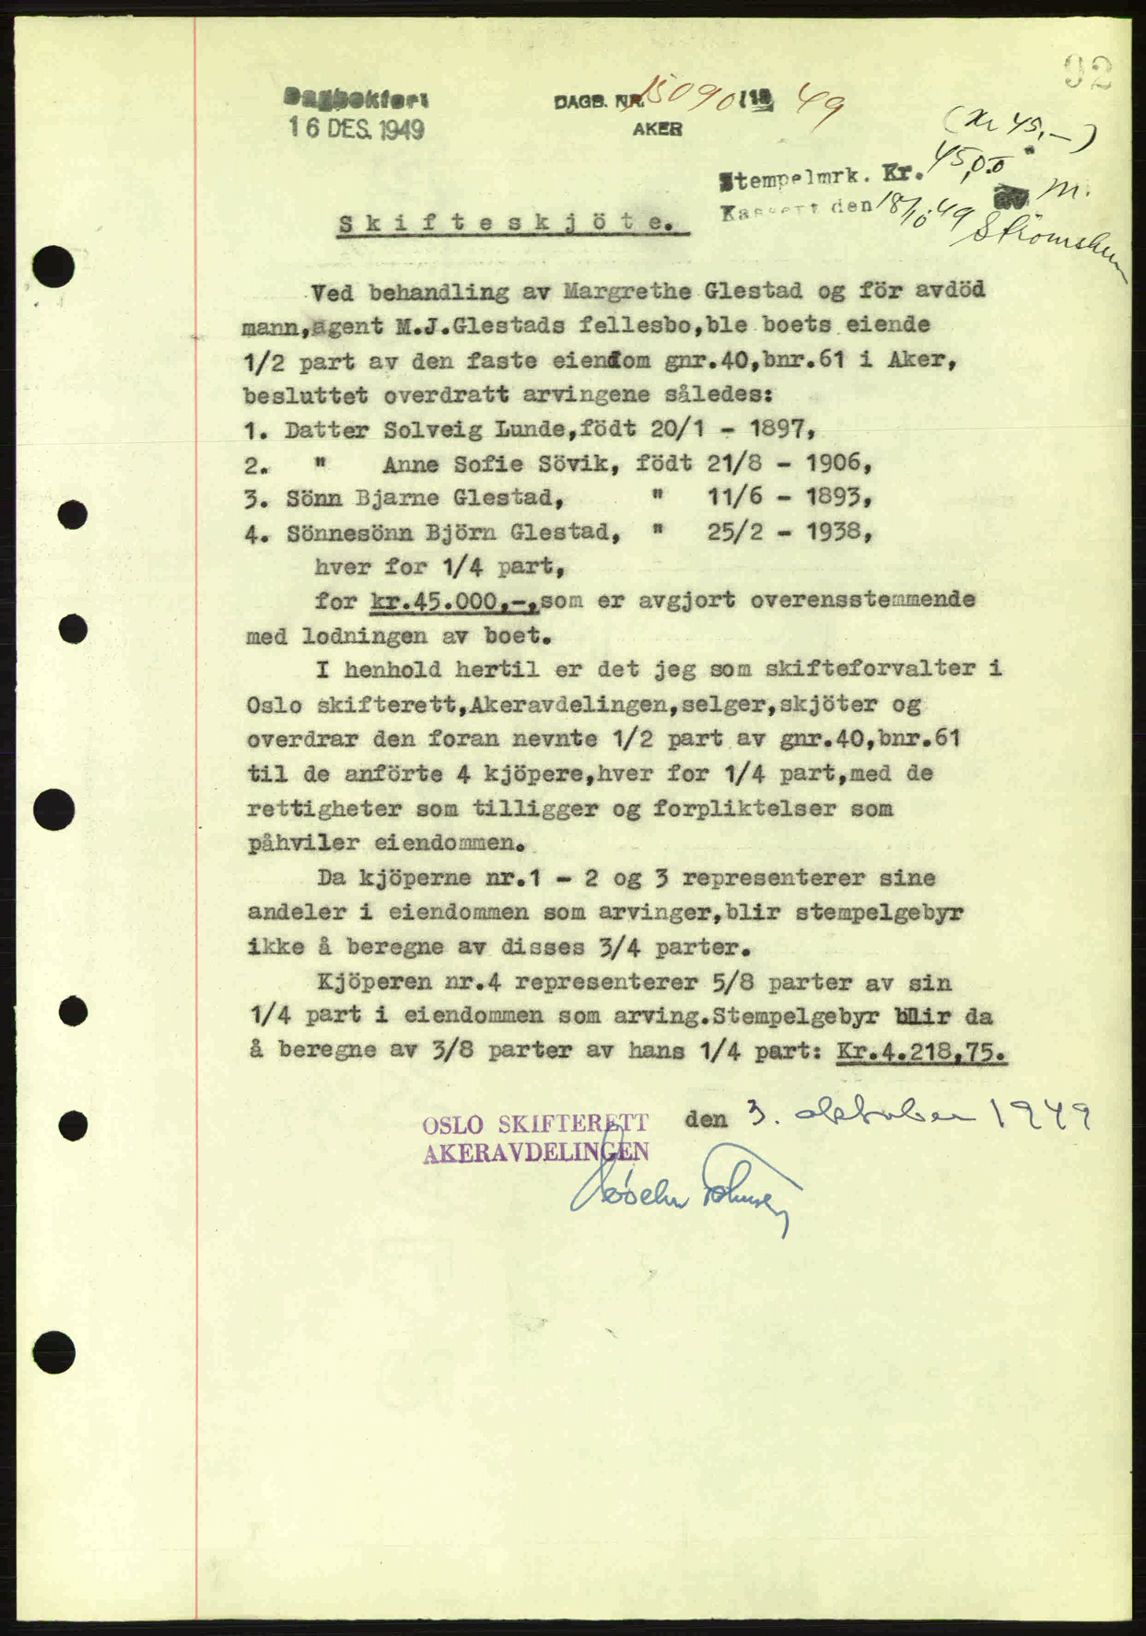 92
Dagbokført
16 DES. 1949
DAGB. NR. 15090/19 49
AKER
(Kr 45,-)
Stempelmrk. Kr. 45,00
Kassert den 18/10 49 av M.
Skifteskjöte.
Ved behandling av Margrethe Glestad og för avdöd
mann,agent M.J.Glestads fellesbo,ble boets eiende
1/2 part av den faste eiendom gnr.40,bnr.61 i Aker,
besluttet overdratt arvingene således:
1. Datter Solveig Lunde,födt 20/1 - 1897,
2. " Anne Sofie Sövik, födt 21/8 - 1906,
3. Sönn Bjarne Glestad, " 11/6 - 1893,
4. Sönnesönn Björn Glestad, " 25/2 - 1938,
hver for 1/4 part,
for kr.45.000,-,som er avgjort overensstemmende
med lodningen av boet.
I henhold hertil er det jeg som skifteforvalter i
Oslo skifterett,Akeravdelingen,selger,skjöter og
overdrar den foran nevnte 1/2 part av gnr.40,bnr.61
til de anförte 4 kjöpere,hver for 1/4 part,med de
rettigheter som tilligger og forpliktelser som
påhviler eiendommen.
Da kjöperne nr.1 - 2 og 3 representerer sine
andeler i eiendommen som arvinger,blir stempelgebyr
ikke å beregne av disses 3/4 parter.
Kjöperen nr.4 representerer 5/8 parter av sin
1/4 part i eiendommen som arving.Stempelgebyr blir da
å beregne av 3/8 parter av hans 1/4 part: Kr.4.218,75.
OSLO SKIFTERETT den 3. oktober 1949
AKERAVDELINGEN